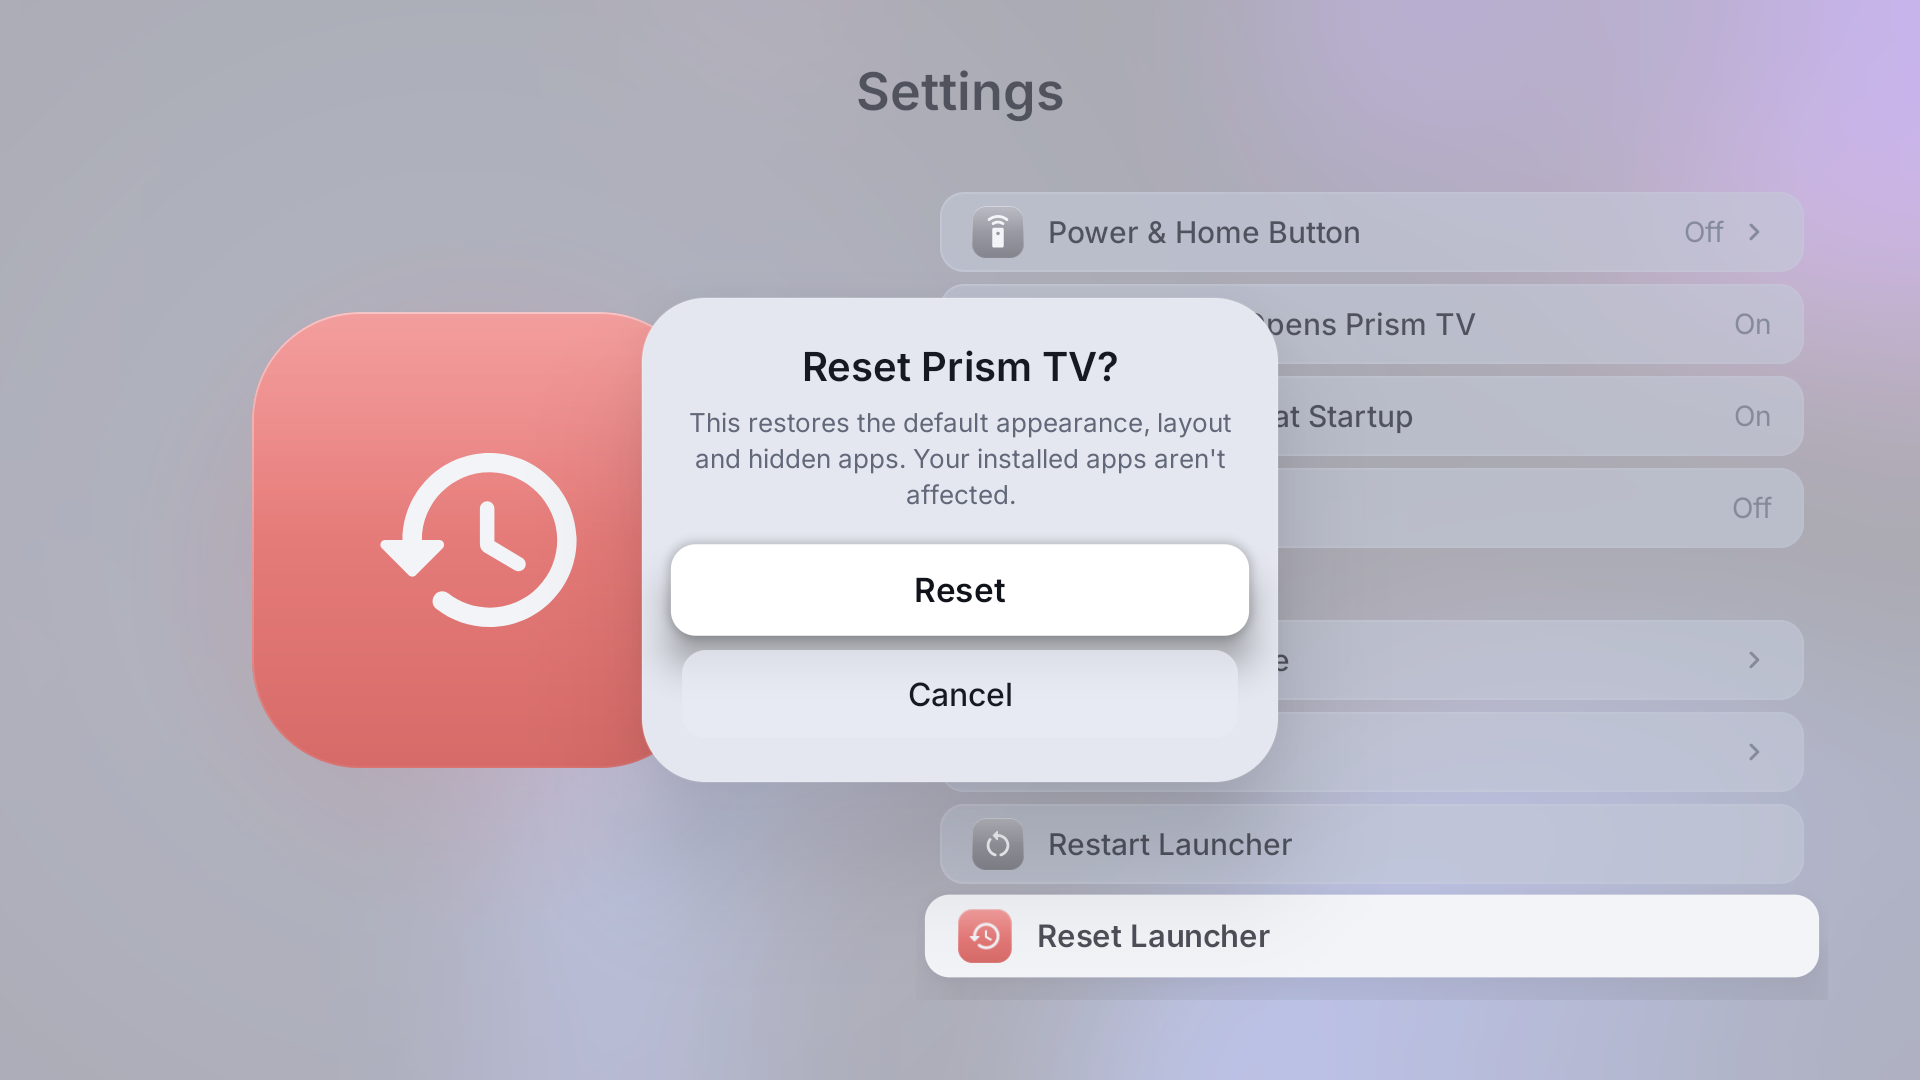 Settings
Power & Home Button
Off
Opens Prism TV
On
at Startup
On
Off
Reset Prism TV?
This restores the default appearance, layout
and hidden apps. Your installed apps aren't
affected.
Reset
Cancel
Restart Launcher
Reset Launcher